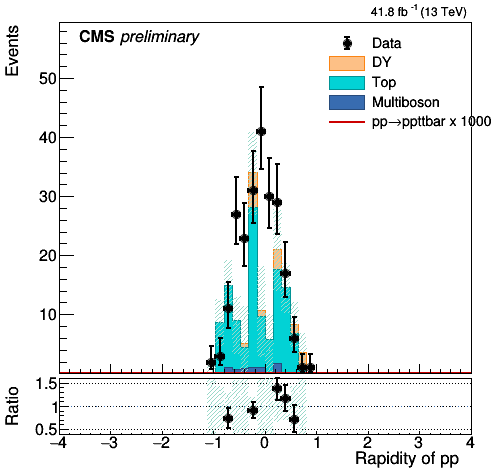 41.8 fb⁻¹ (13 TeV)
CMS preliminary
Events
Data
DY
Top
Multiboson
pp→ppttbar x 1000
50
40
30
20
10
Ratio
1.5
1
0.5
−4 −3 −2 −1 0 1 2 3 4
Rapidity of pp